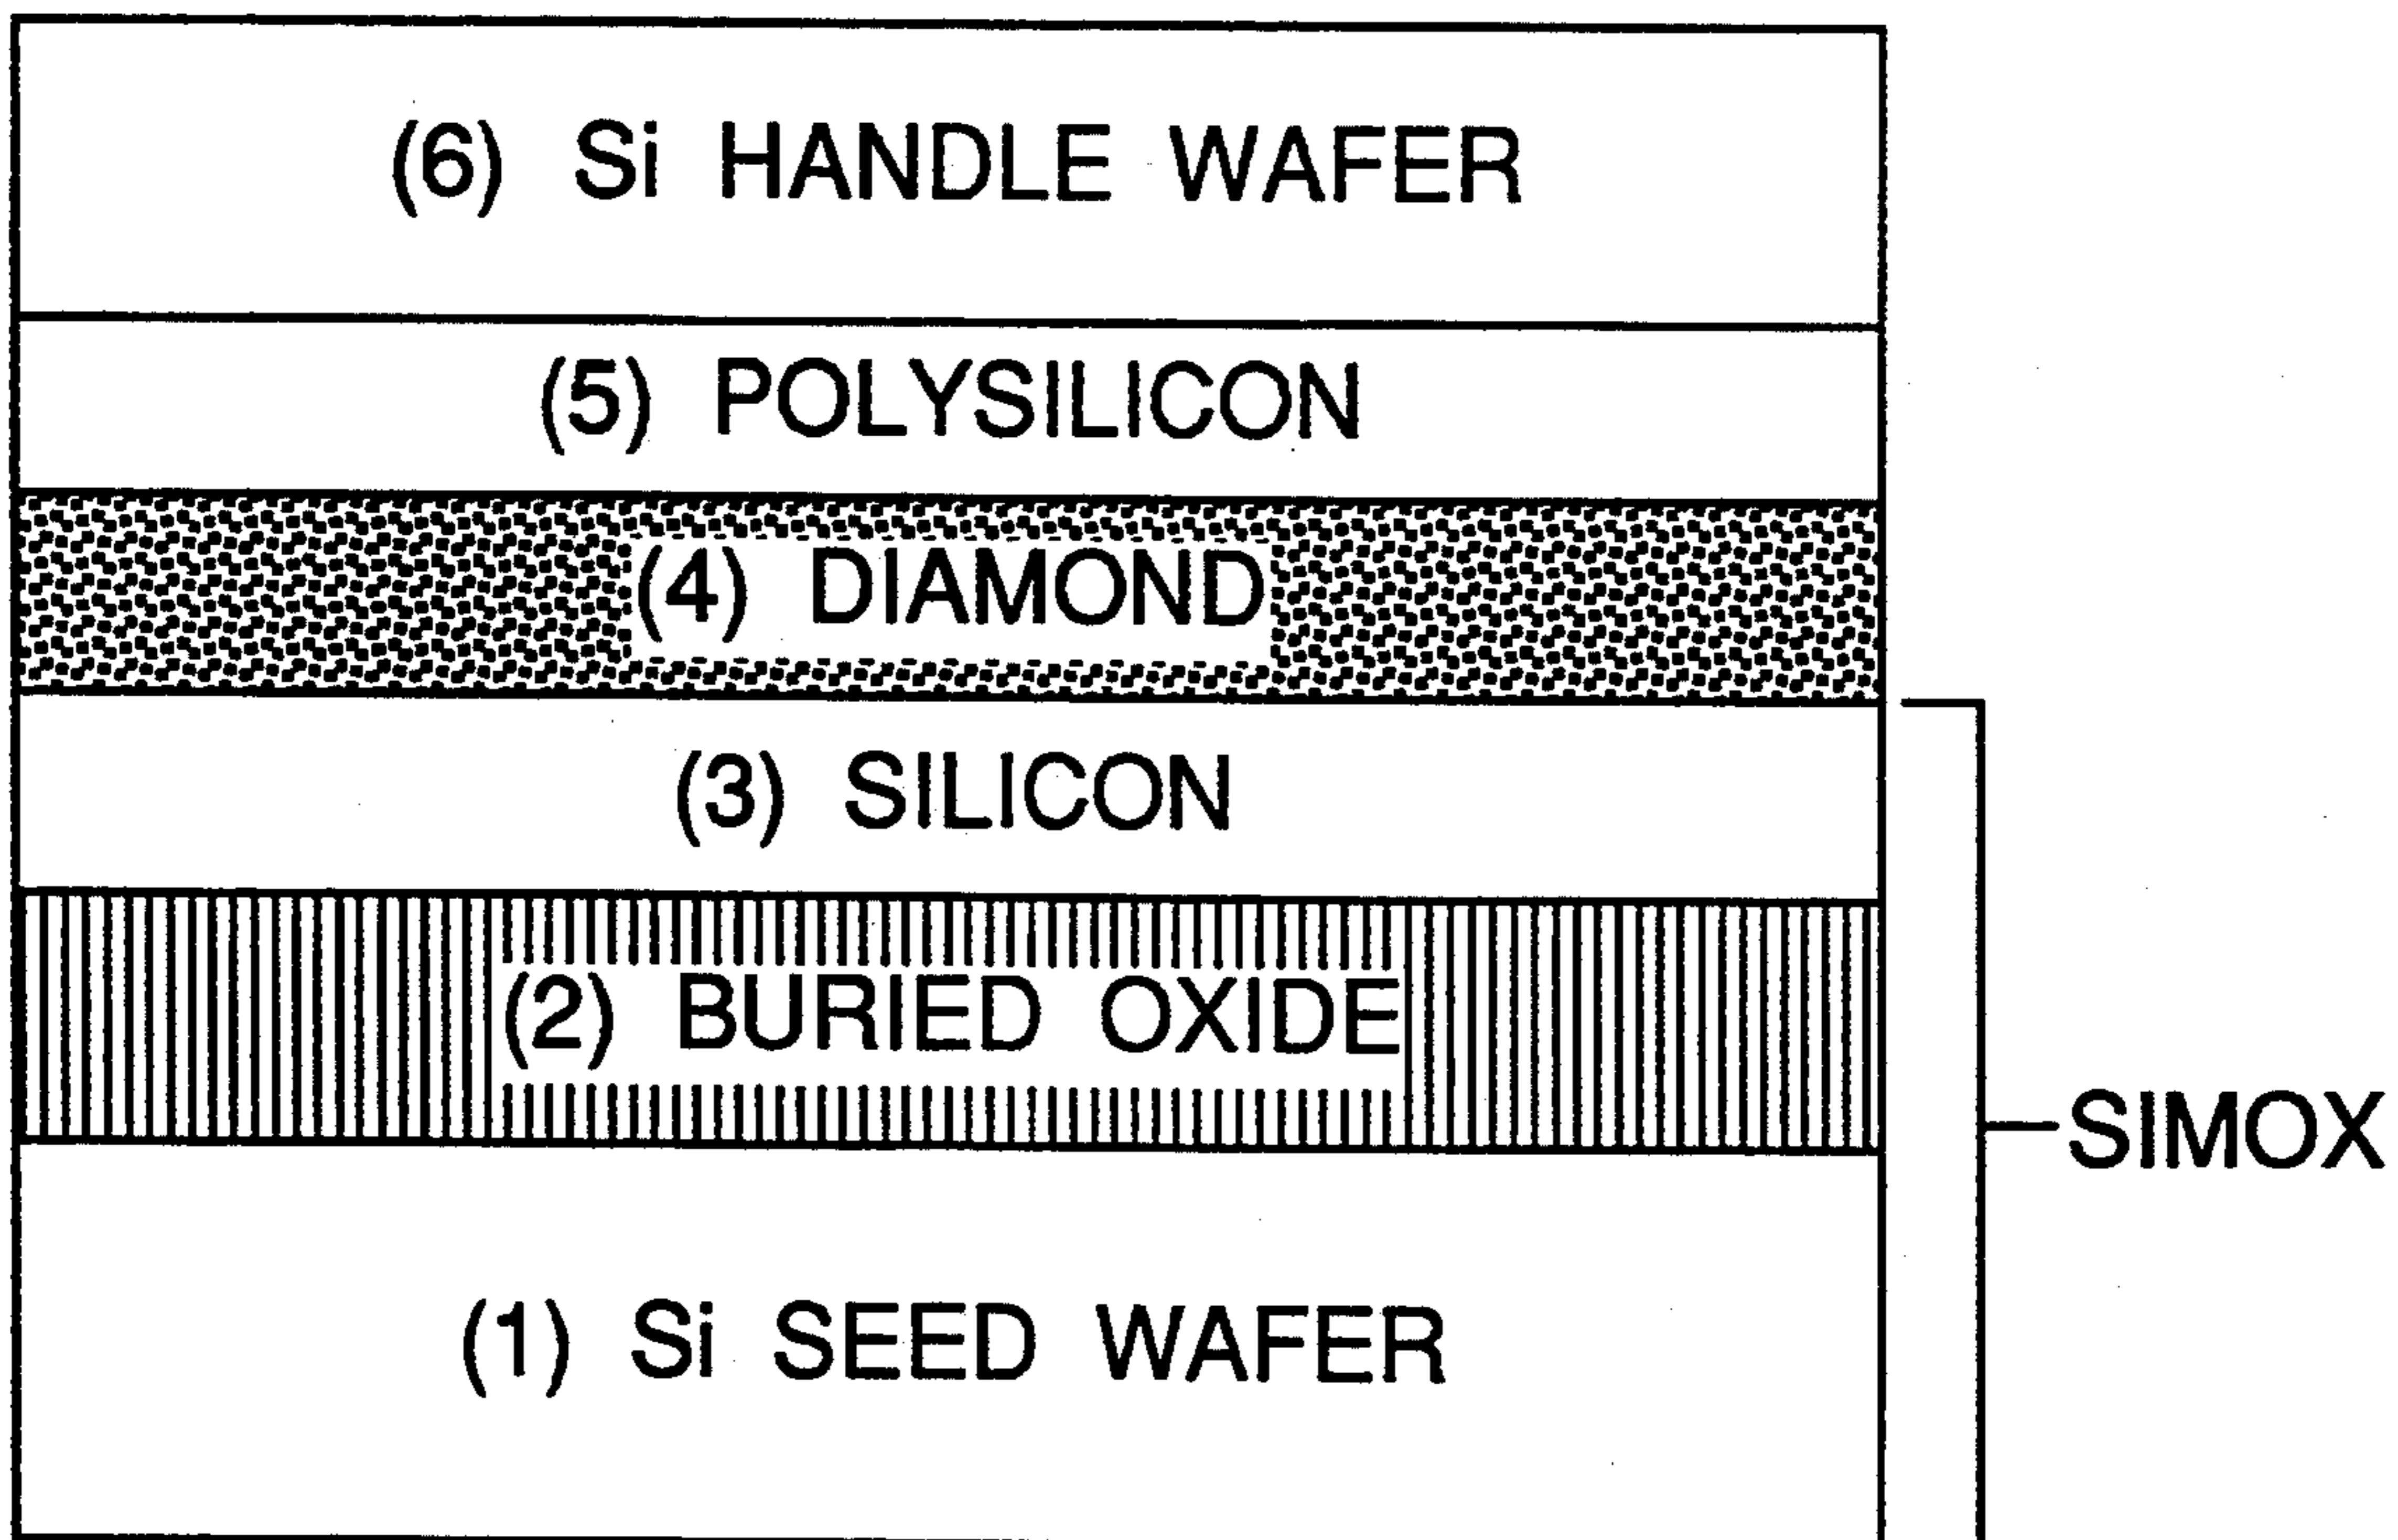 (6) Si HANDLE WAFER
(5) POLYSILICON
(4) DIAMOND
(3) SILICON
(2) BURIED OXIDE
SIMOX
(1) Si SEED WAFER